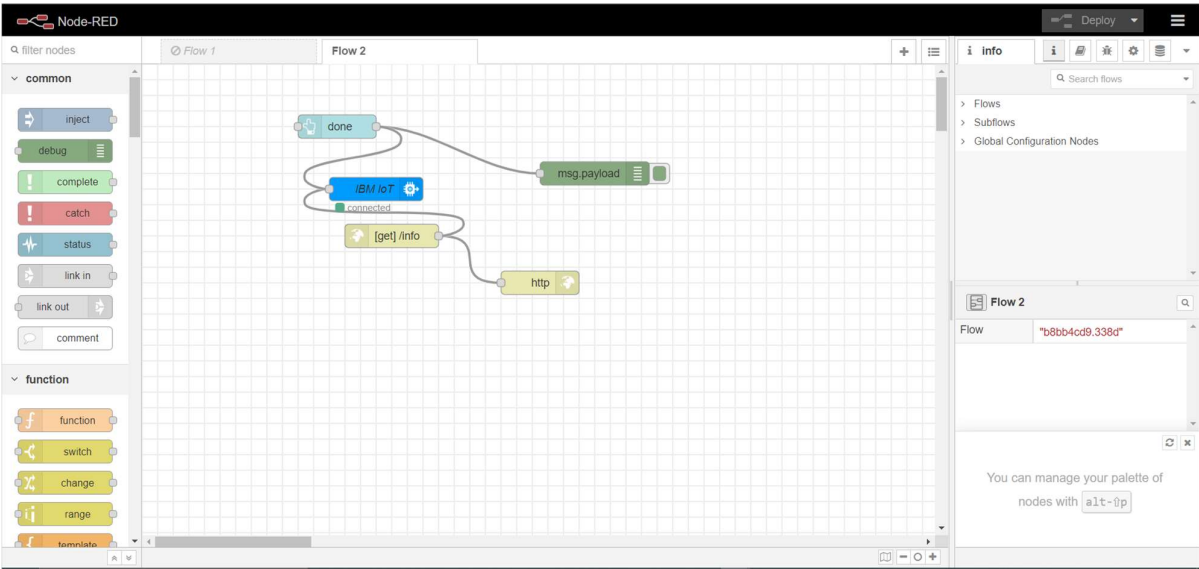 Node-RED
Deploy
filter nodes
Flow 1
Flow 2
i info
Search flows
common
inject
debug
complete
catch
status
link in
link out
comment
function
function
switch
change
range
template
done
msg.payload
IBM IoT
connected
[get] /info
http
Flows
Subflows
Global Configuration Nodes
Flow 2
Flow
"b8bb4cd9.338d"
You can manage your palette of
nodes with alt-⇧p